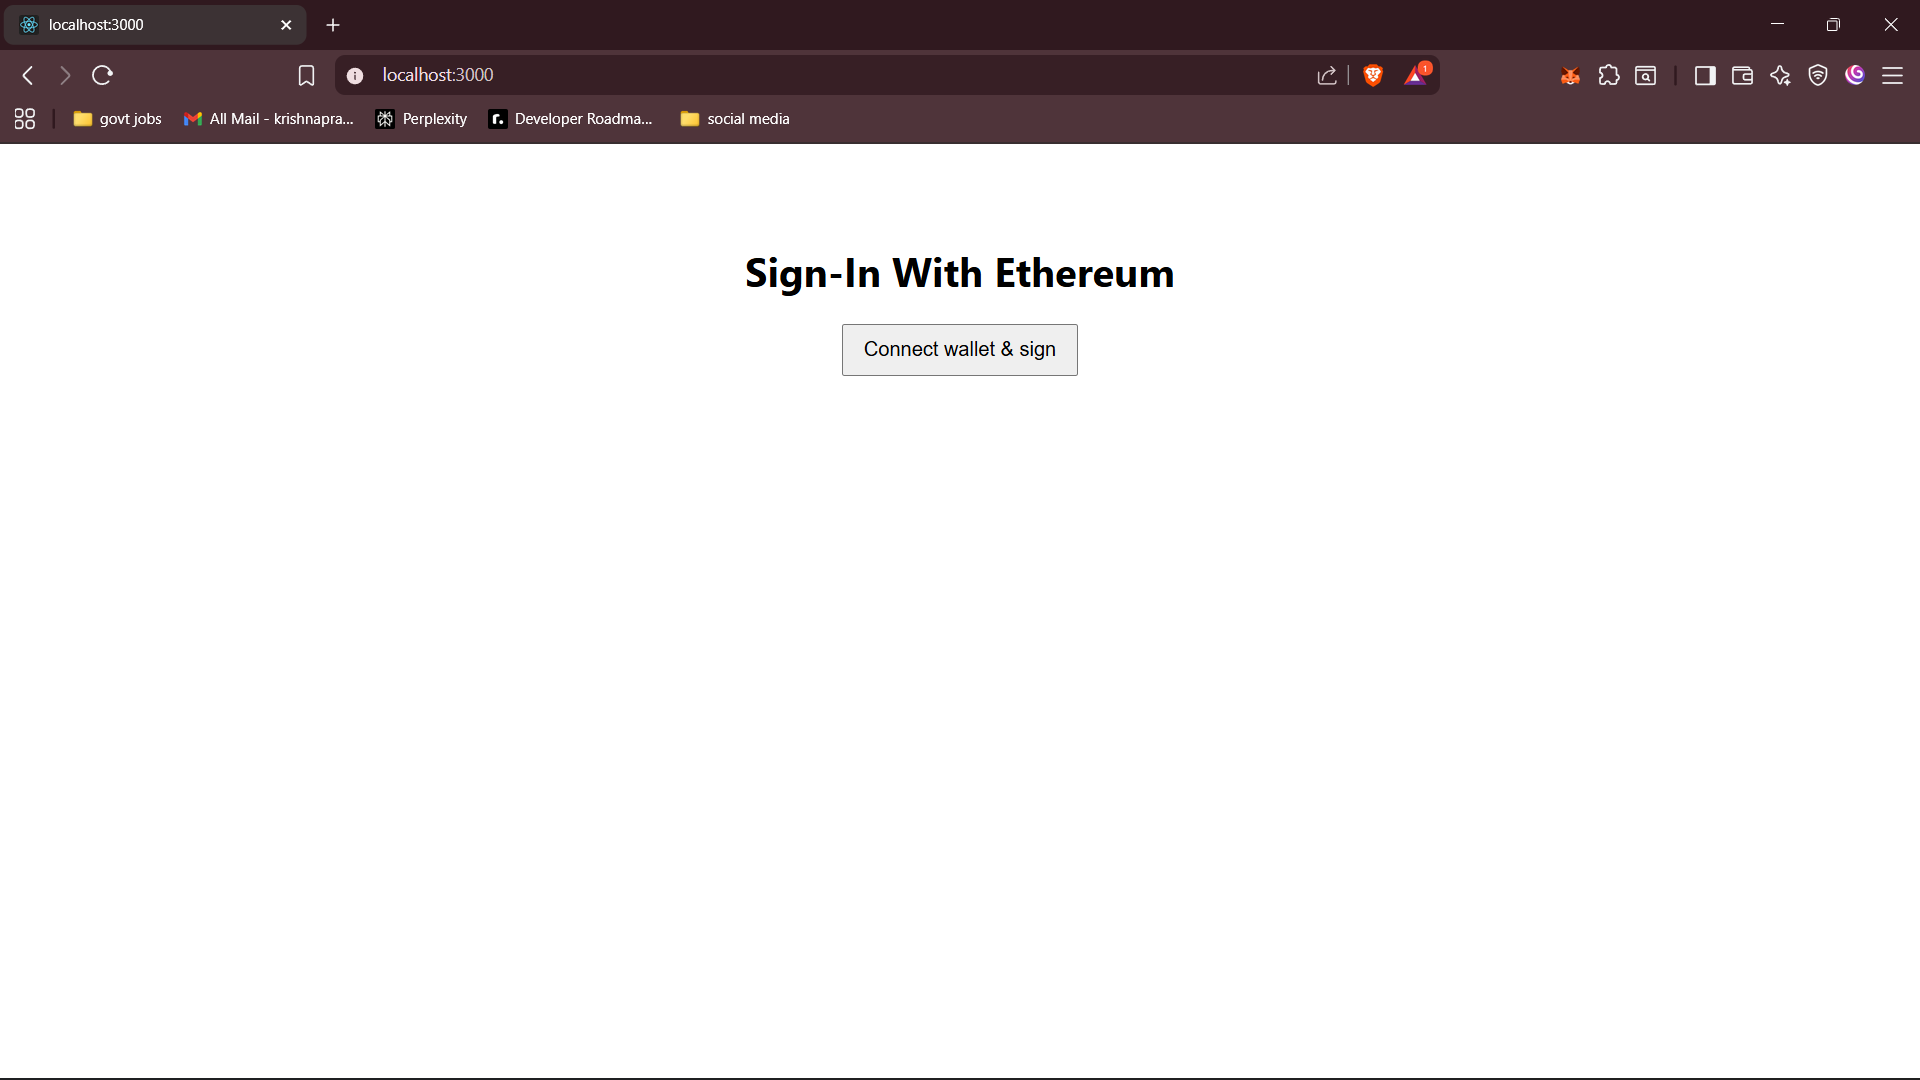 localhost:3000
localhost:3000
1
govt jobs
All Mail - krishnapra...
Perplexity
r.
Developer Roadma...
social media
Sign-In With Ethereum
Connect wallet & sign